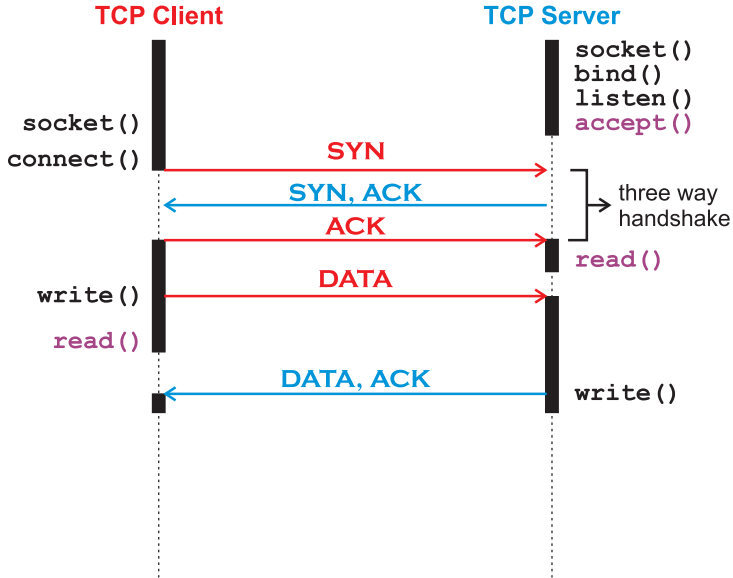 TCP Client
TCP Server
socket()
bind()
listen()
accept()
socket()
connect()
SYN
SYN, ACK
three way
handshake
ACK
read()
DATA
write()
read()
DATA, ACK
write()